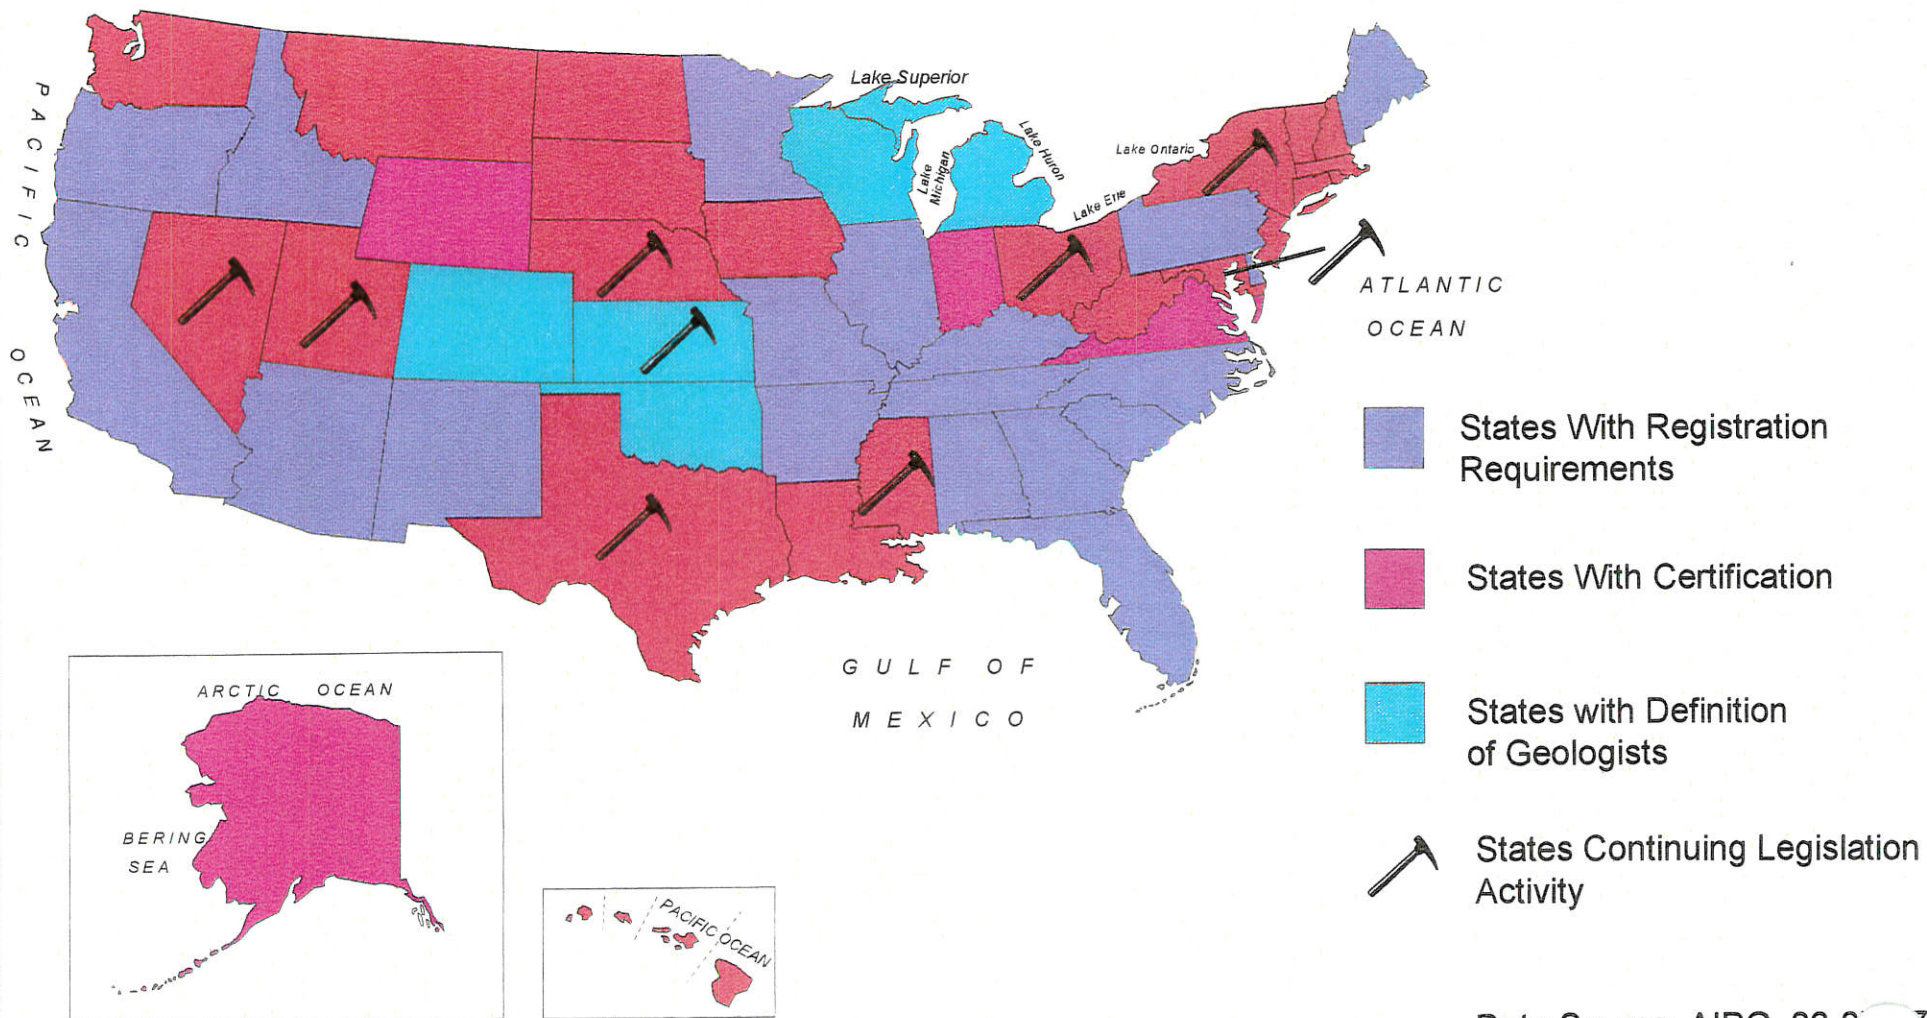 Lake Superior
Lake Huron
Lake
Michigan
Lake Ontario
Lake Erie
PACIFIC
OCEAN
ATLANTIC
OCEAN
States With Registration
Requirements
States With Certification
GULF OF
MEXICO
States with Definition
of Geologists
ARCTIC OCEAN
BERING
SEA
States Continuing Legislation
Activity
PACIFIC OCEAN